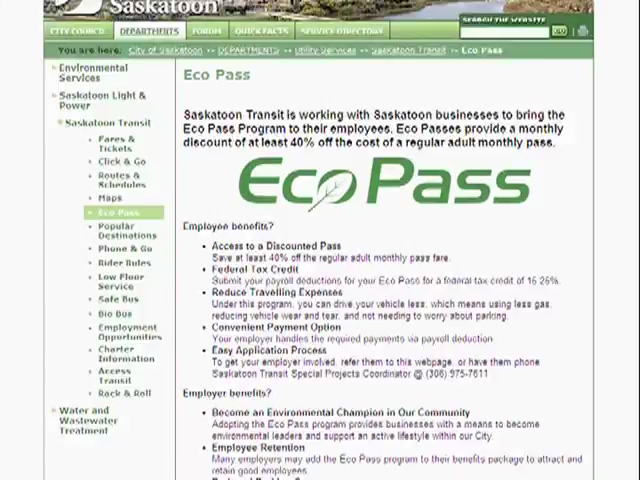 Saskatoon
SEARCH THE WEBSITE
CITY COUNCIL DEPARTMENTS FORUM QUICK FACTS SERVICE DIRECTORY
GO
You are here: City of Saskatoon DEPARTMENTS Utility Services Saskatoon Transit Eco Pass
Environmental
Services
Saskatoon Light &
Power
Saskatoon Transit
Fares &
Tickets
Click & Go
Routes &
Schedules
Maps
Eco Pass
Popular
Destinations
Phone & Go
Rider Rules
Low Floor
Service
Safe Bus
Bio Bus
Employment
Opportunities
Charter
Information
Access
Transit
Rack & Roll
Water and
Wastewater
Treatment
Eco Pass
Saskatoon Transit is working with Saskatoon businesses to bring the
Eco Pass Program to their employees. Eco Passes provide a monthly
discount of at least 40% off the cost of a regular adult monthly pass.
Eco Pass
Employee benefits?
Access to a Discounted Pass
Save at least 40% off the regular adult monthly pass fare.
Federal Tax Credit
Submit your payroll deductions for your Eco Pass for a federal tax credit of
Reduce Travelling Expenses
Under this program, you can drive your vehicle less, which means using less gas,
reducing vehicle wear and tear, and not needing to worry about parking.
Convenient Payment Option
Your employer handles the required payments via payroll deduction
Easy Application Process
To get your employer involved, refer them to this webpage, or have them phone
Saskatoon Transit Special Projects Coordinator @ (306) 975-7611
Employer benefits?
Become an Environmental Champion in Our Community
Adopting the Eco Pass program provides businesses with a means to become
environmental leaders and support an active lifestyle within our City.
Employee Retention
Many employers may add the Eco Pass program to their benefits package to attract and
retain good employees.